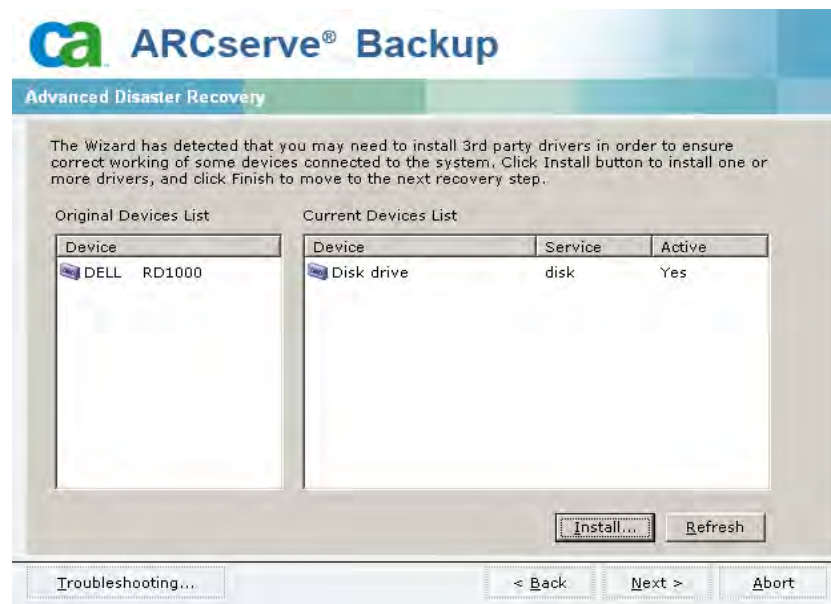 ca ARCserve® Backup
Advanced Disaster Recovery
The Wizard has detected that you may need to install 3rd party drivers in order to ensure
correct working of some devices connected to the system. Click Install button to install one or
more drivers, and click Finish to move to the next recovery step.
Original Devices List
Device
DELL RD1000
Current Devices List
Device Service Active
Disk drive disk Yes
Install... Refresh
Troubleshooting... < Back Next > Abort